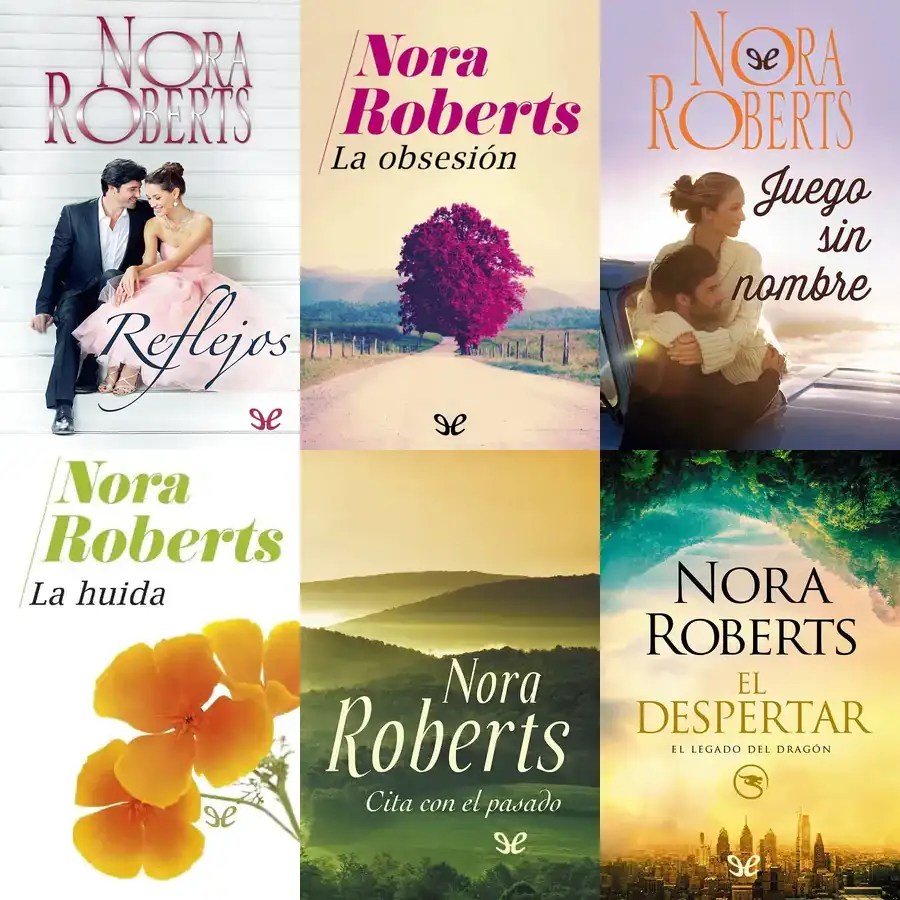 NORA
ROBERTS
Reflejos
Nora
Roberts
La obsesión
NORA
ROBERTS
Juego
sin
nombre
Nora
Roberts
La huida
Nora
Roberts
Cita con el pasado
NORA
ROBERTS
EL
DESPERTAR
EL LEGADO DEL DRAGÓN